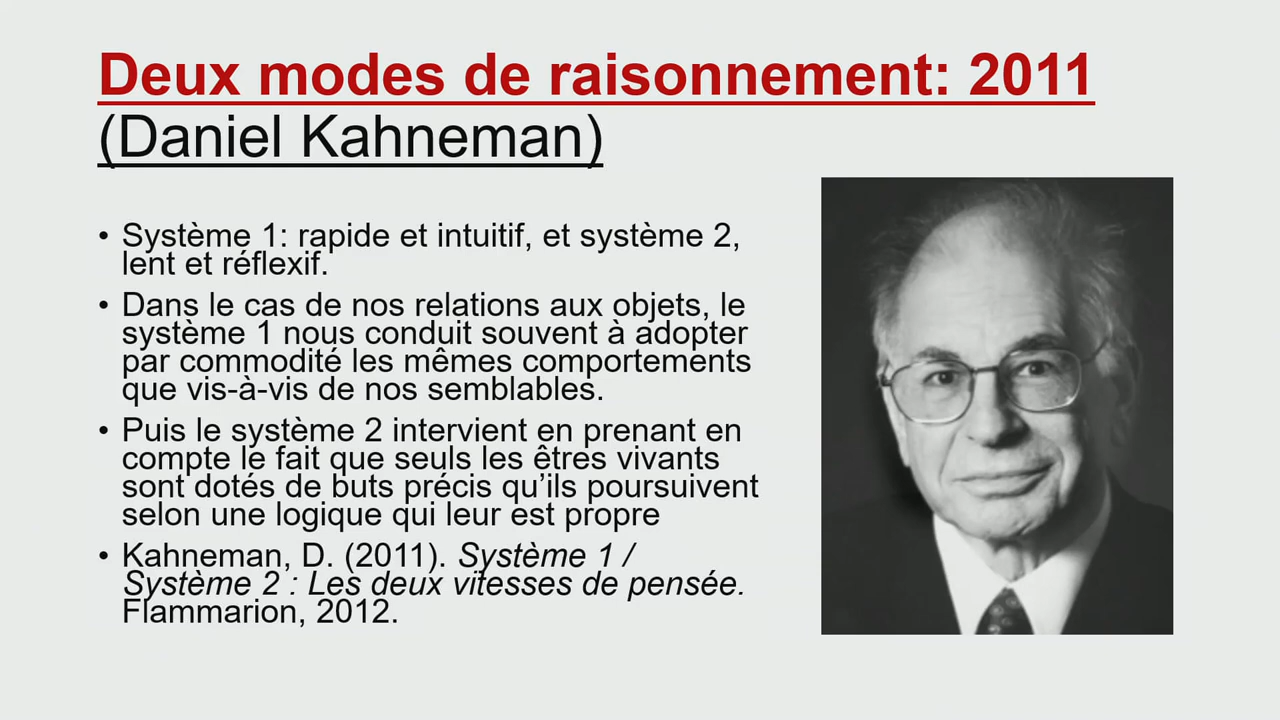 Deux modes de raisonnement: 2011
(Daniel Kahneman)
• Système 1: rapide et intuitif, et système 2,
lent et réflexif.
• Dans le cas de nos relations aux objets, le
système 1 nous conduit souvent à adopter
par commodité les mêmes comportements
que vis-à-vis de nos semblables.
• Puis le système 2 intervient en prenant en
compte le fait que seuls les êtres vivants
sont dotés de buts précis qu’ils poursuivent
selon une logique qui leur est propre
• Kahneman, D. (2011). Système 1 /
Système 2 : Les deux vitesses de pensée.
Flammarion, 2012.